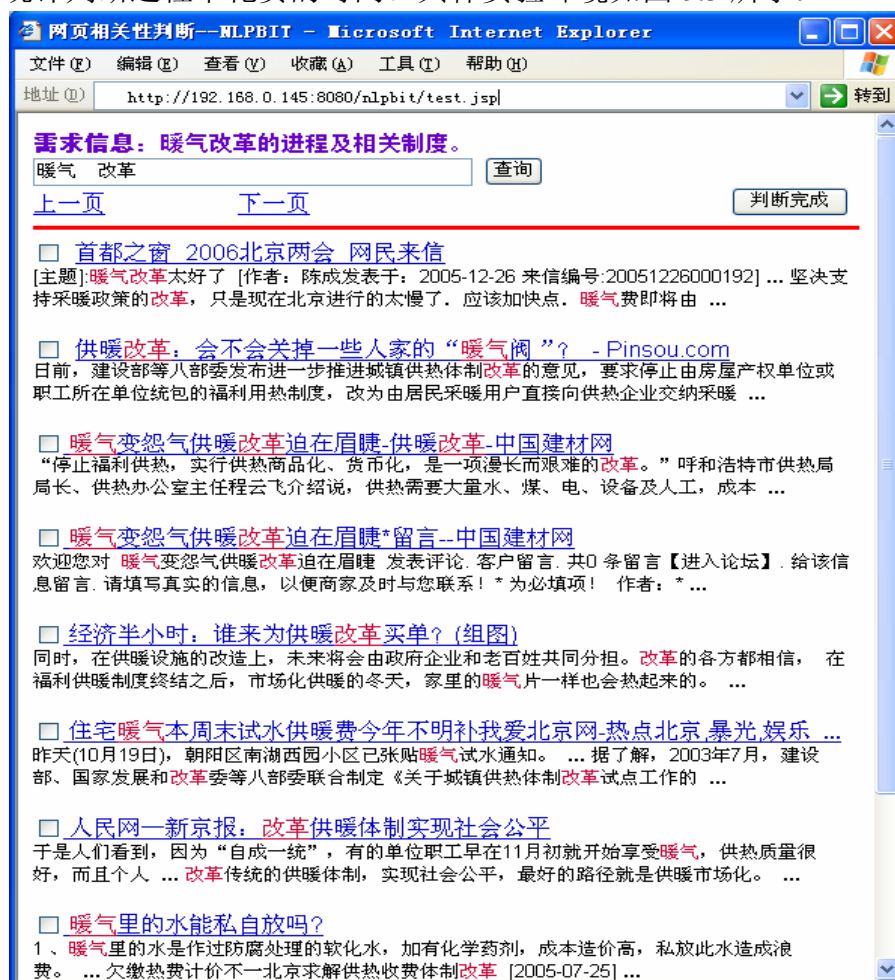 网页相关性判断--NLPBIT - Microsoft Internet Explorer
文件(F) 编辑(E) 查看(V) 收藏(A) 工具(T) 帮助(H)
地址(D) http://192.168.0.145:8080/nlpbit/test.jsp 转到
需求信息：暖气改革的进程及相关制度。
暖气 改革 查询
上一页 下一页 判断完成
首都之窗 2006北京两会 网民来信
[主题]:暖气改革太好了 [作者：陈成发表于：2005-12-26 来信编号:20051226000192] ... 坚决支
持采暖政策的改革，只是现在北京进行的太慢了．应该加快点．暖气费即将由 ...
供暖改革：会不会关掉一些人家的“暖气阀”？ - Pinsou.com
日前，建设部等八部委发布进一步推进城镇供热体制改革的意见，要求停止由房屋产权单位或
职工所在单位统包的福利用热制度，改为由居民采暖用户直接向供热企业交纳采暖 ...
暖气变怨气供暖改革迫在眉睫-供暖改革-中国建材网
“停止福利供热，实行供热商品化、货币化，是一项漫长而艰难的改革。”呼和浩特市供热局
局长、供热办公室主任程云飞介绍说，供热需要大量水、煤、电、设备及人工，成本 ...
暖气变怨气供暖改革迫在眉睫*留言--中国建材网
欢迎您对 暖气变怨气供暖改革迫在眉睫 发表评论. 客户留言. 共0 条留言【进入论坛】. 给该信
息留言. 请填写真实的信息，以便商家及时与您联系！* 为必填项！ 作者：* ...
经济半小时：谁来为供暖改革买单？(组图)
同时，在供暖设施的改造上，未来将会由政府企业和老百姓共同分担。改革的各方都相信， 在
福利供暖制度终结之后，市场化供暖的冬天，家里的暖气片一样也会热起来的。 ...
住宅暖气本周末试水供暖费今年不明补我爱北京网-热点北京,暴光,娱乐 ...
昨天(10月19日)，朝阳区南湖西园小区已张贴暖气试水通知。 ... 据了解，2003年7月，建设
部、国家发展和改革委等八部委联合制定《关于城镇供热体制改革试点工作的 ...
人民网—新京报：改革供暖体制实现社会公平
于是人们看到，因为“自成一统”，有的单位职工早在11月初就开始享受暖气，供热质量很
好，而且个人 ... 改革传统的供暖体制，实现社会公平，最好的路径就是供暖市场化。 ...
暖气里的水能私自放吗？
1 、暖气里的水是作过防腐处理的软化水，加有化学药剂，成本造价高，私放此水造成浪
费。 ... 欠缴热费计价不一北京求解供热收费体制改革 [2005-07-25] ...